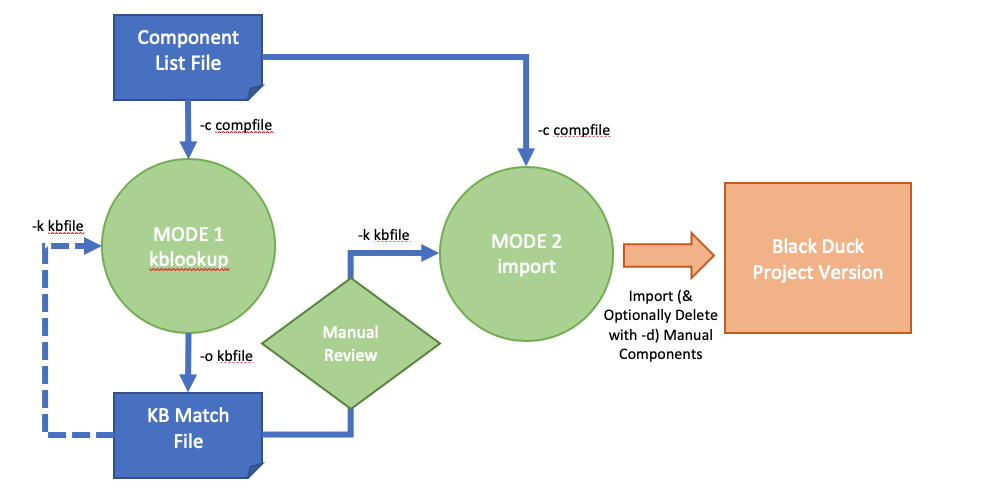 Component
List File
-c compfile
-c compfile
-k kbfile
MODE 1
kblookup
-k kbfile
MODE 2
import
Black Duck
Project Version
Import (&
Optionally Delete
with -d) Manual
Components
Manual
Review
-o kbfile
KB Match
File